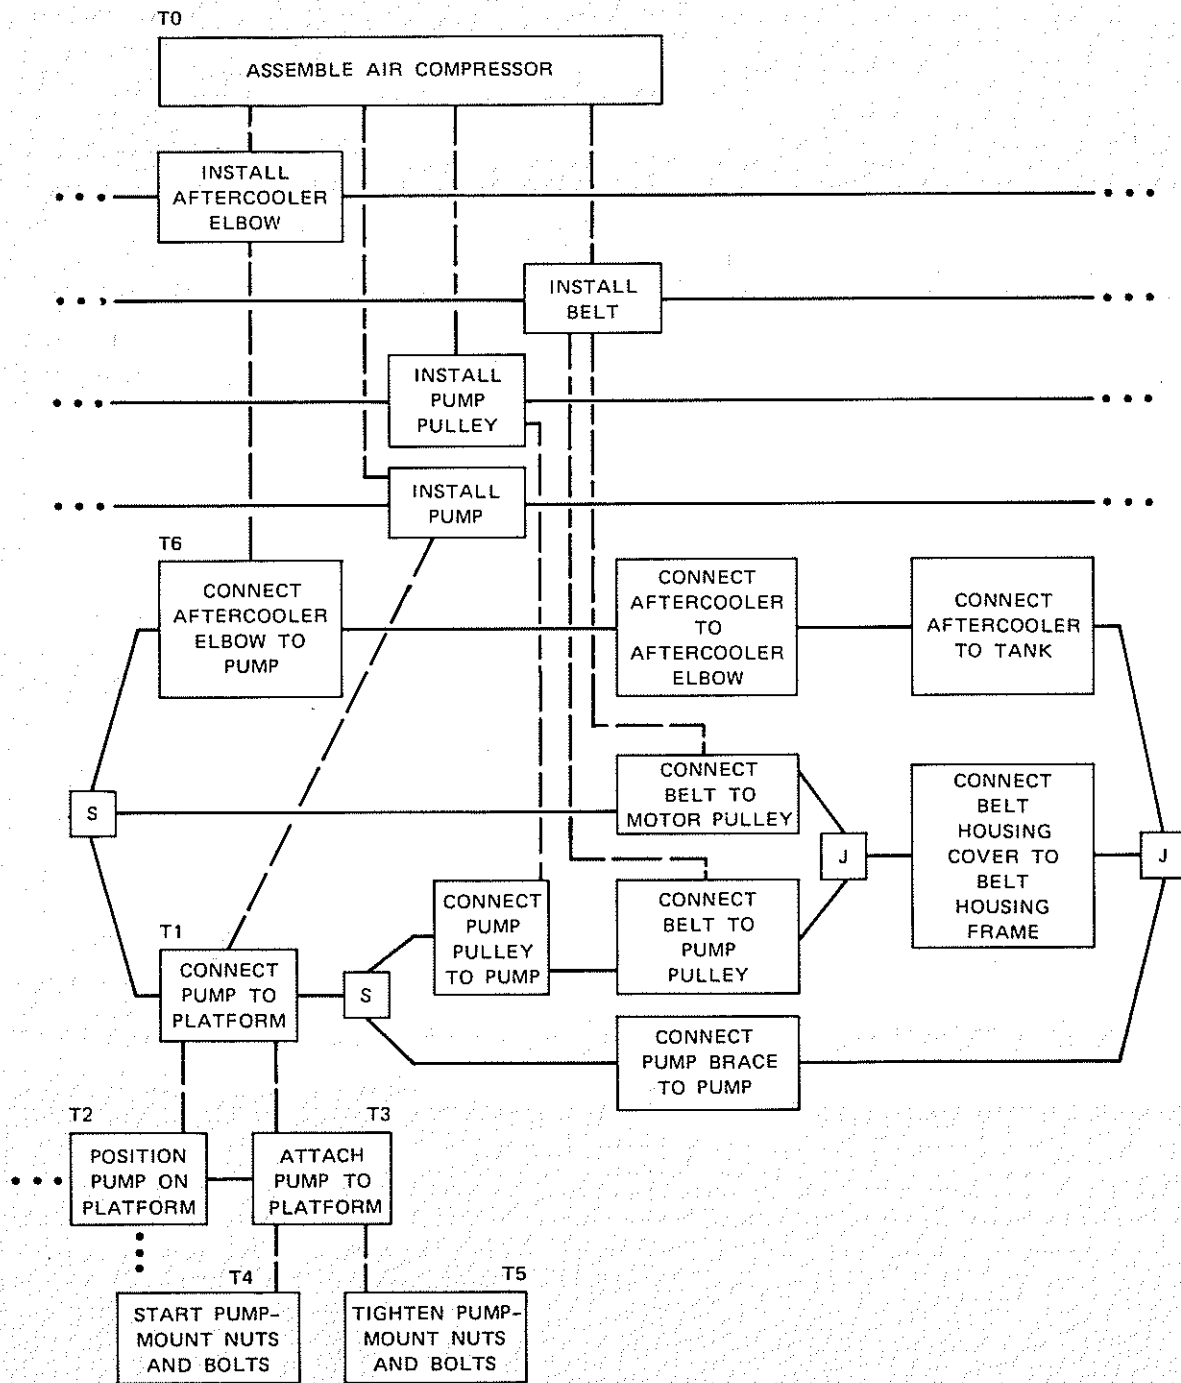 T0
ASSEMBLE AIR COMPRESSOR
INSTALL
AFTERCOOLER
ELBOW
INSTALL
BELT
INSTALL
PUMP
PULLEY
INSTALL
PUMP
T6
CONNECT
AFTERCOOLER
ELBOW TO
PUMP
CONNECT
AFTERCOOLER
TO
AFTERCOOLER
ELBOW
CONNECT
AFTERCOOLER
TO TANK
S
CONNECT
BELT TO
MOTOR PULLEY
J
CONNECT
BELT
HOUSING
COVER TO
BELT
HOUSING
FRAME
J
T1
CONNECT
PUMP TO
PLATFORM
S
CONNECT
PUMP
PULLEY
TO PUMP
CONNECT
BELT TO
PUMP
PULLEY
CONNECT
PUMP BRACE
TO PUMP
T2
POSITION
PUMP ON
PLATFORM
T3
ATTACH
PUMP TO
PLATFORM
T4
START PUMP-
MOUNT NUTS
AND BOLTS
T5
TIGHTEN PUMP-
MOUNT NUTS
AND BOLTS